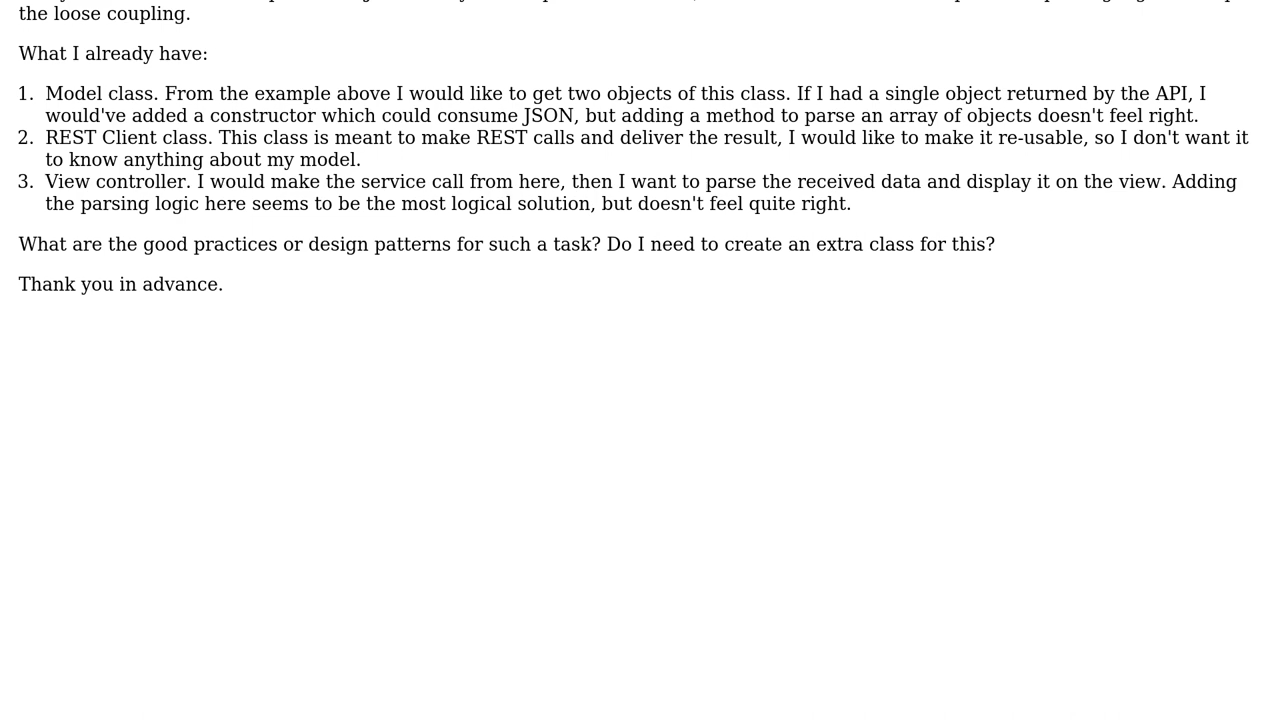 the loose coupling.
What I already have:
1. Model class. From the example above I would like to get two objects of this class. If I had a single object returned by the API, I
would've added a constructor which could consume JSON, but adding a method to parse an array of objects doesn't feel right.
2. REST Client class. This class is meant to make REST calls and deliver the result, I would like to make it re-usable, so I don't want it
to know anything about my model.
3. View controller. I would make the service call from here, then I want to parse the received data and display it on the view. Adding
the parsing logic here seems to be the most logical solution, but doesn't feel quite right.
What are the good practices or design patterns for such a task? Do I need to create an extra class for this?
Thank you in advance.